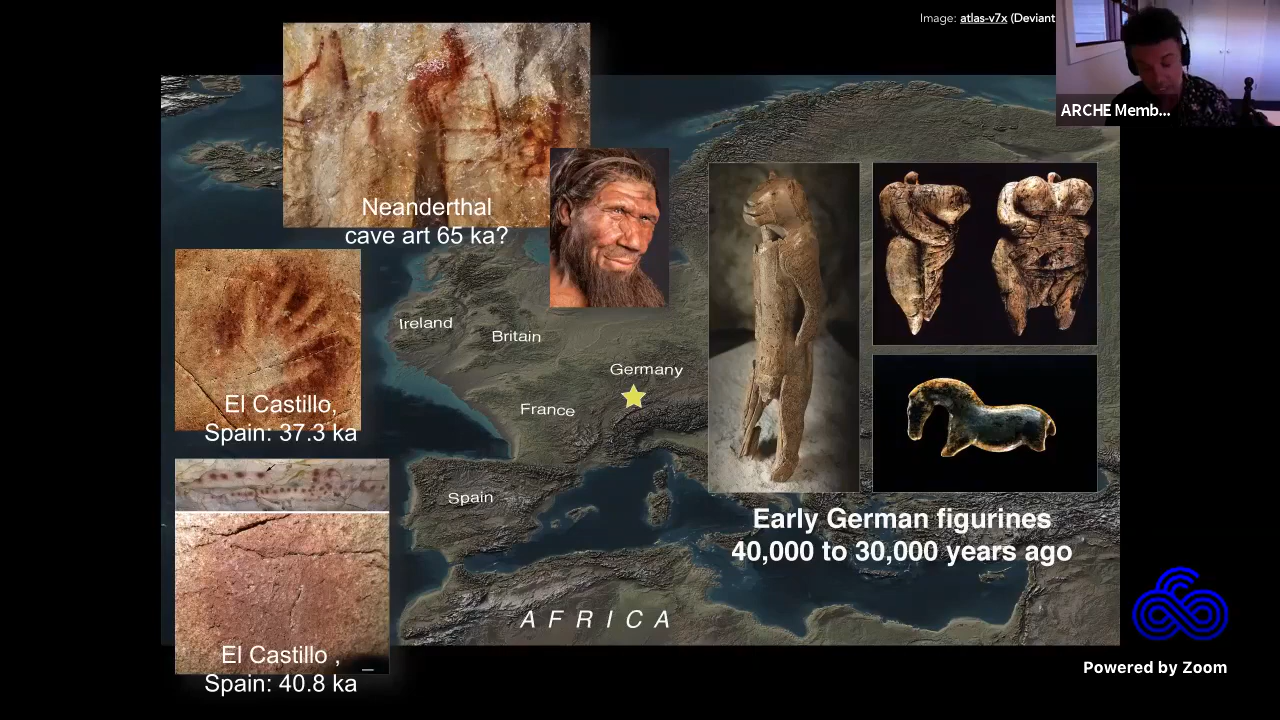 Image: atlas-v7x (Deviant
ARCHE Memb...
Neanderthal
cave art 65 ka?
El Castillo,
Spain: 37.3 ka
Ireland
Britain
Germany
France
Spain
AFRICA
Early German figurines
40,000 to 30,000 years ago
El Castillo ,
Spain: 40.8 ka
Powered by Zoom